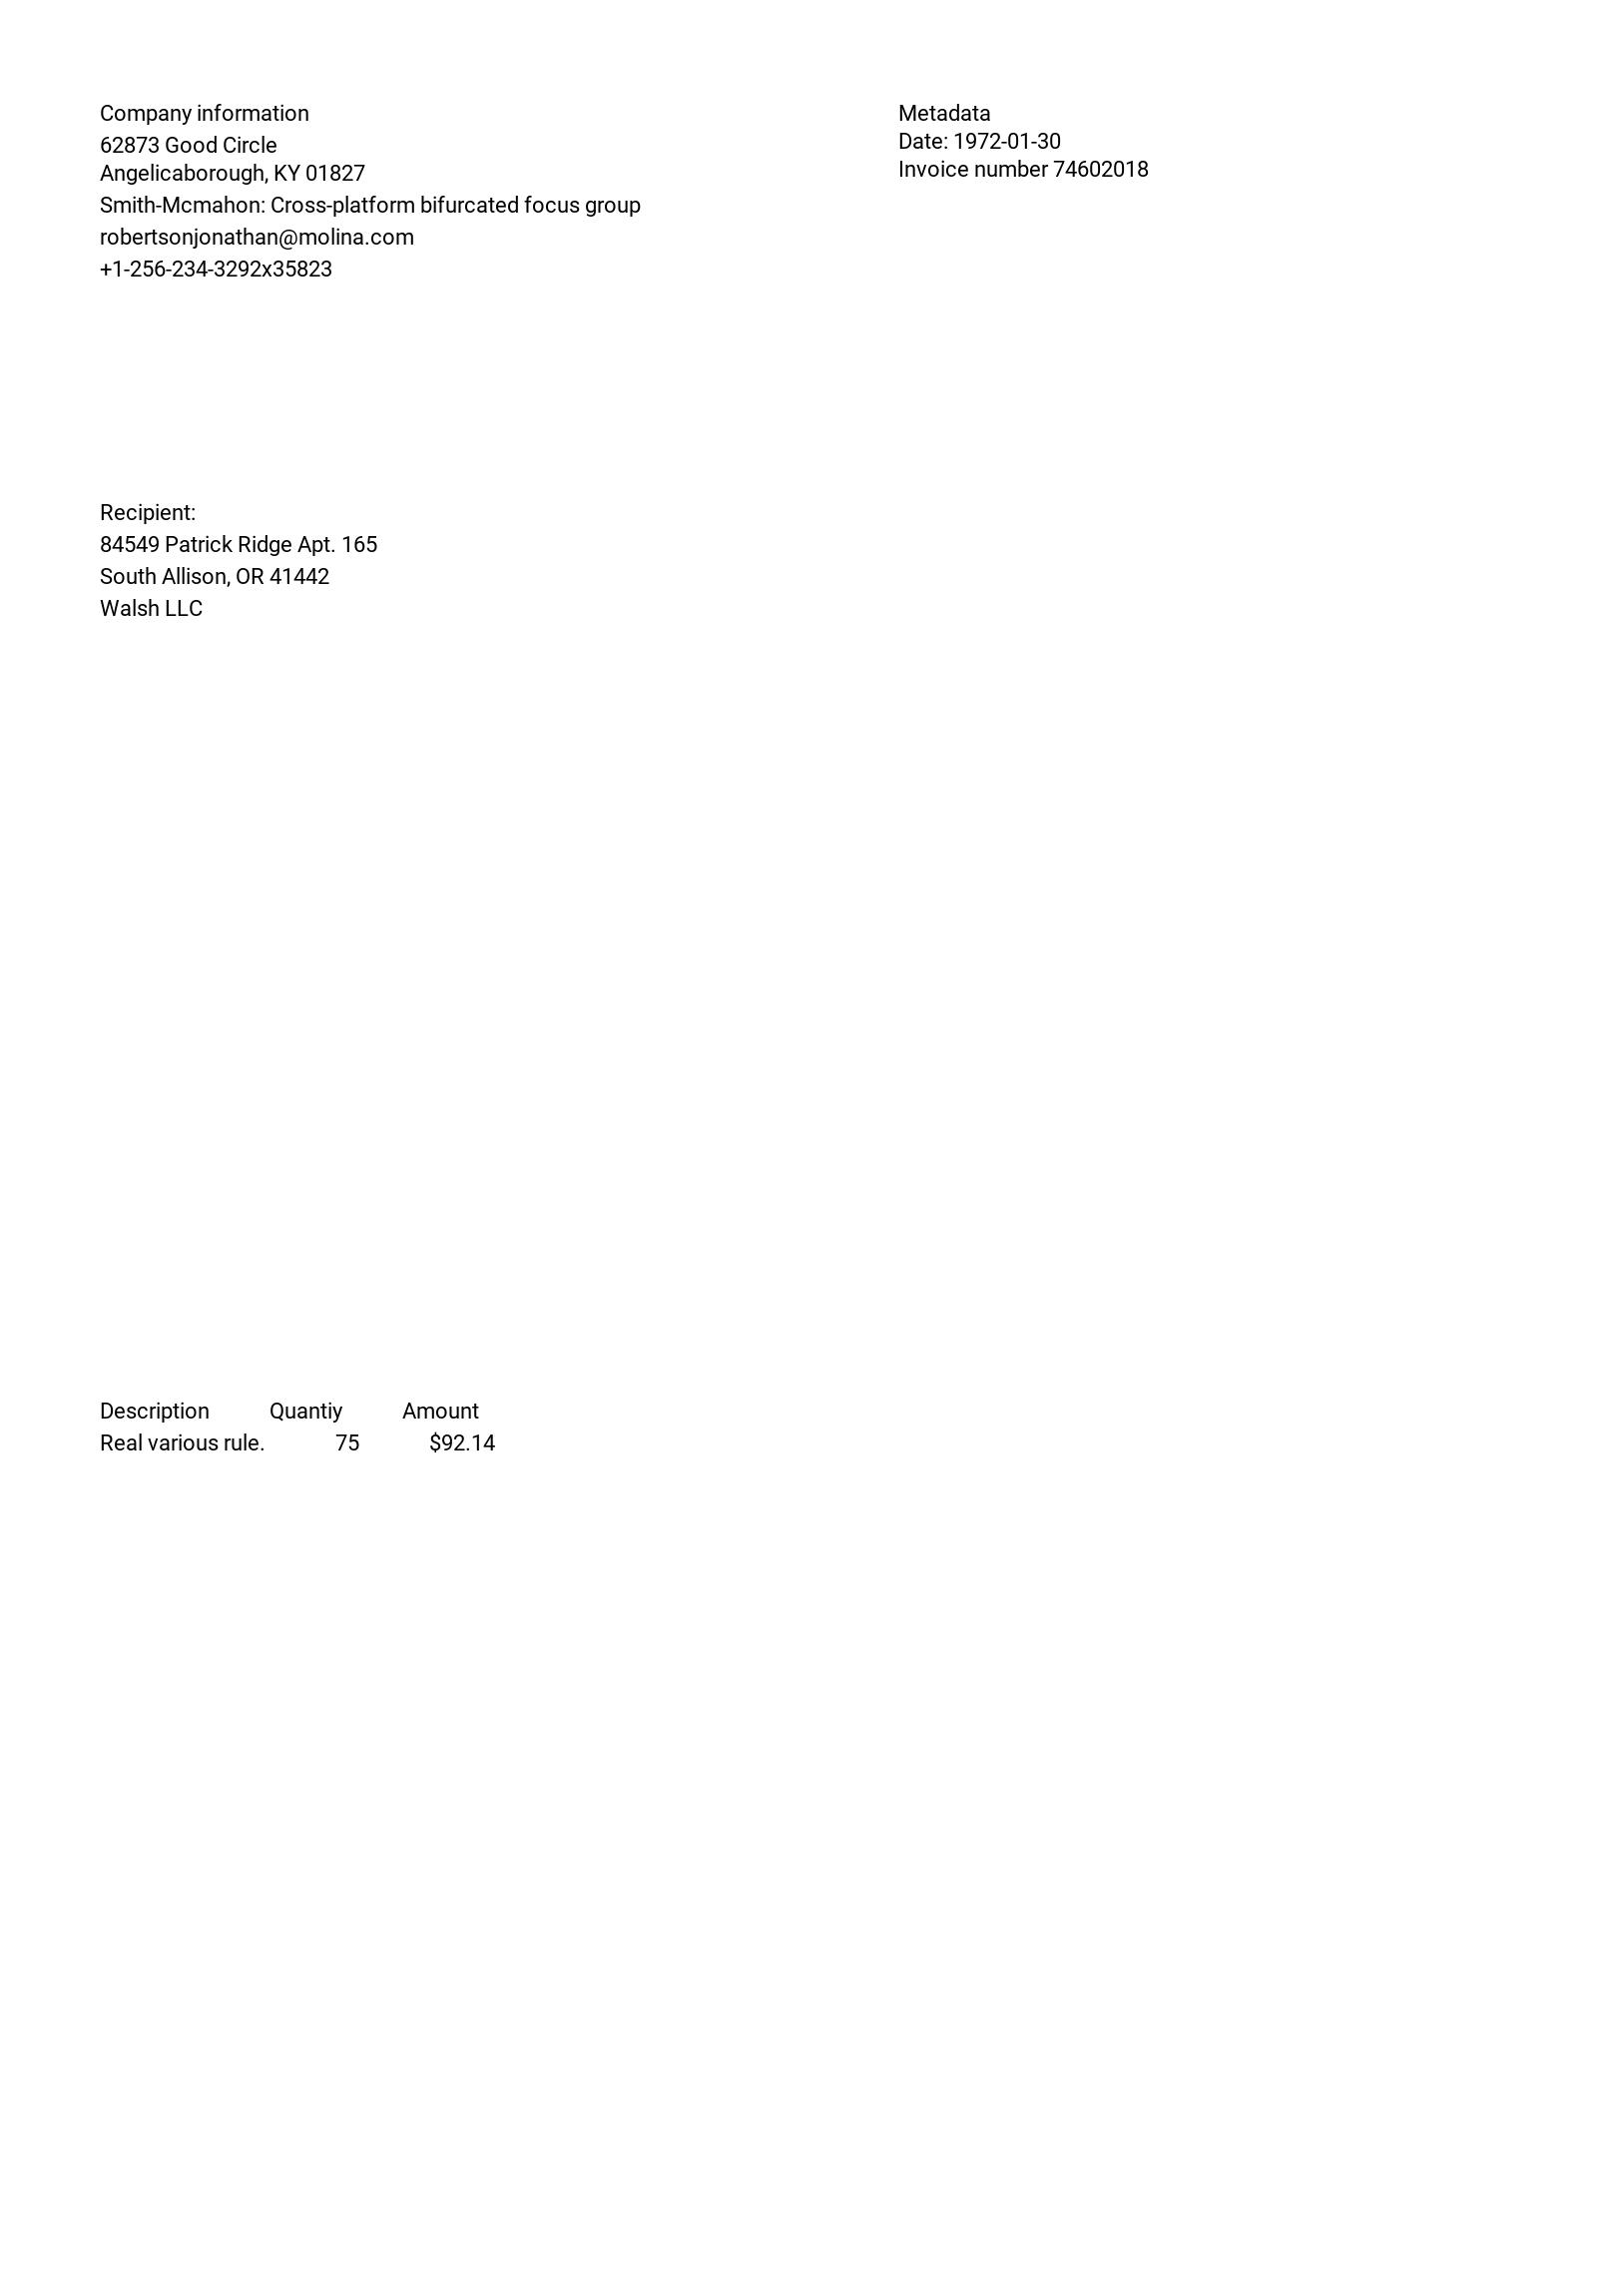 Company information
62873 Good Circle
Angelicaborough, KY 01827
Smith-Mcmahon: Cross-platform bifurcated focus group
robertsonjonathan@molina.com
+1-256-234-3292x35823
Metadata
Date: 1972-01-30
Invoice number 74602018
Recipient:
84549 Patrick Ridge Apt. 165
South Allison, OR 41442
Walsh LLC
Description Quantiy Amount
Real various rule. 75 $92.14